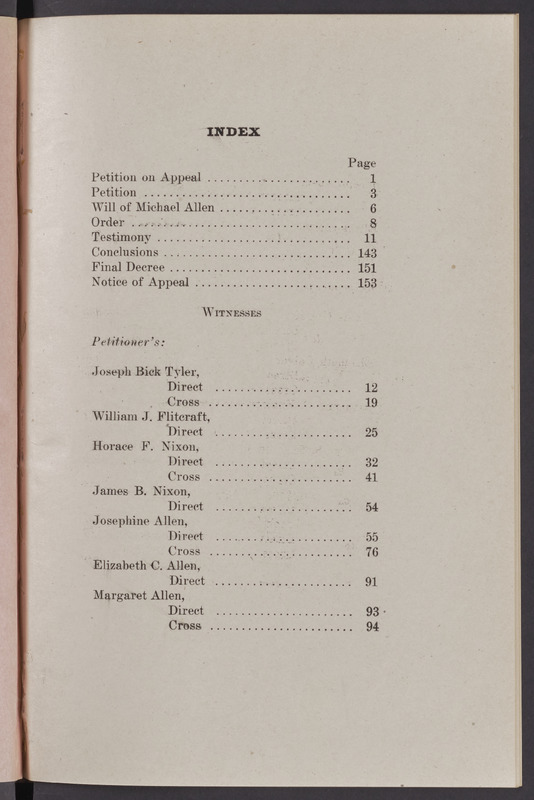 INDEX
Page
Petition on Appeal ....................... 1
Petition ................................. 3
Will of Michael Allen ..................... 6
Order ................................... 8
Testimony ............................... 11
Conclusions .............................. 143
Final Decree ............................. 151
Notice of Appeal ......................... 153
WITNESSES
Petitioner's:
Joseph Bick Tyler,
Direct ...................... 12
Cross ....................... 19
William J. Flitcraft,
Direct ...................... 25
Horace F. Nixon,
Direct ...................... 32
Cross ....................... 41
James B. Nixon,
Direct ...................... 54
Josephine Allen,
Direct ...................... 55
Cross ....................... 76
Elizabeth C. Allen,
Direct ...................... 91
Margaret Allen,
Direct ...................... 93
Cross ....................... 94